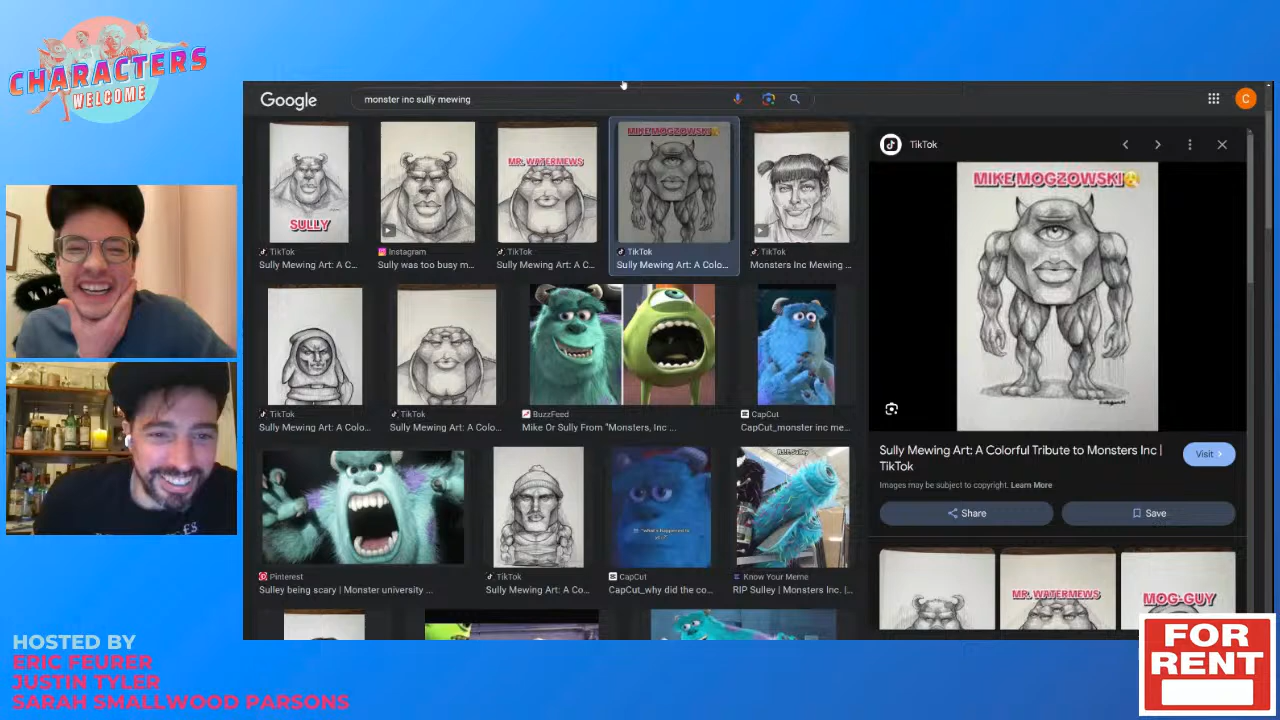 CHARACTERS
WELCOME
Google
monster inc sully mewing
C
SULLY
TikTok
Sully Mewing Art: A C...
Instagram
Sully was too busy m...
MR. WATERMEWS
TikTok
Sully Mewing Art: A C...
MIKE MOGZOWSKI
TikTok
Sully Mewing Art: A Colo...
TikTok
Monsters Inc Mewing ...
TikTok
Sully Mewing Art: A Colo...
TikTok
Sully Mewing Art: A Colo...
BuzzFeed
Mike Or Sully From "Monsters, Inc ...
CapCut
CapCut_monster inc me...
Pinterest
Sulley being scary | Monster university ...
TikTok
Sully Mewing Art: A Co...
CapCut
CapCut_why did the co...
R.I.P. Sulley
Know Your Meme
RIP Sulley | Monsters Inc. |...
TikTok
MIKE MOGZOWSKI
Sully Mewing Art: A Colorful Tribute to Monsters Inc |
TikTok
Visit
Images may be subject to copyright. Learn More
Share
Save
MR. WATERMEWS
MOG-GUY
HOSTED BY
ERIC FEURER
JUSTIN TYLER
SARAH SMALLWOOD PARSONS
FOR
RENT